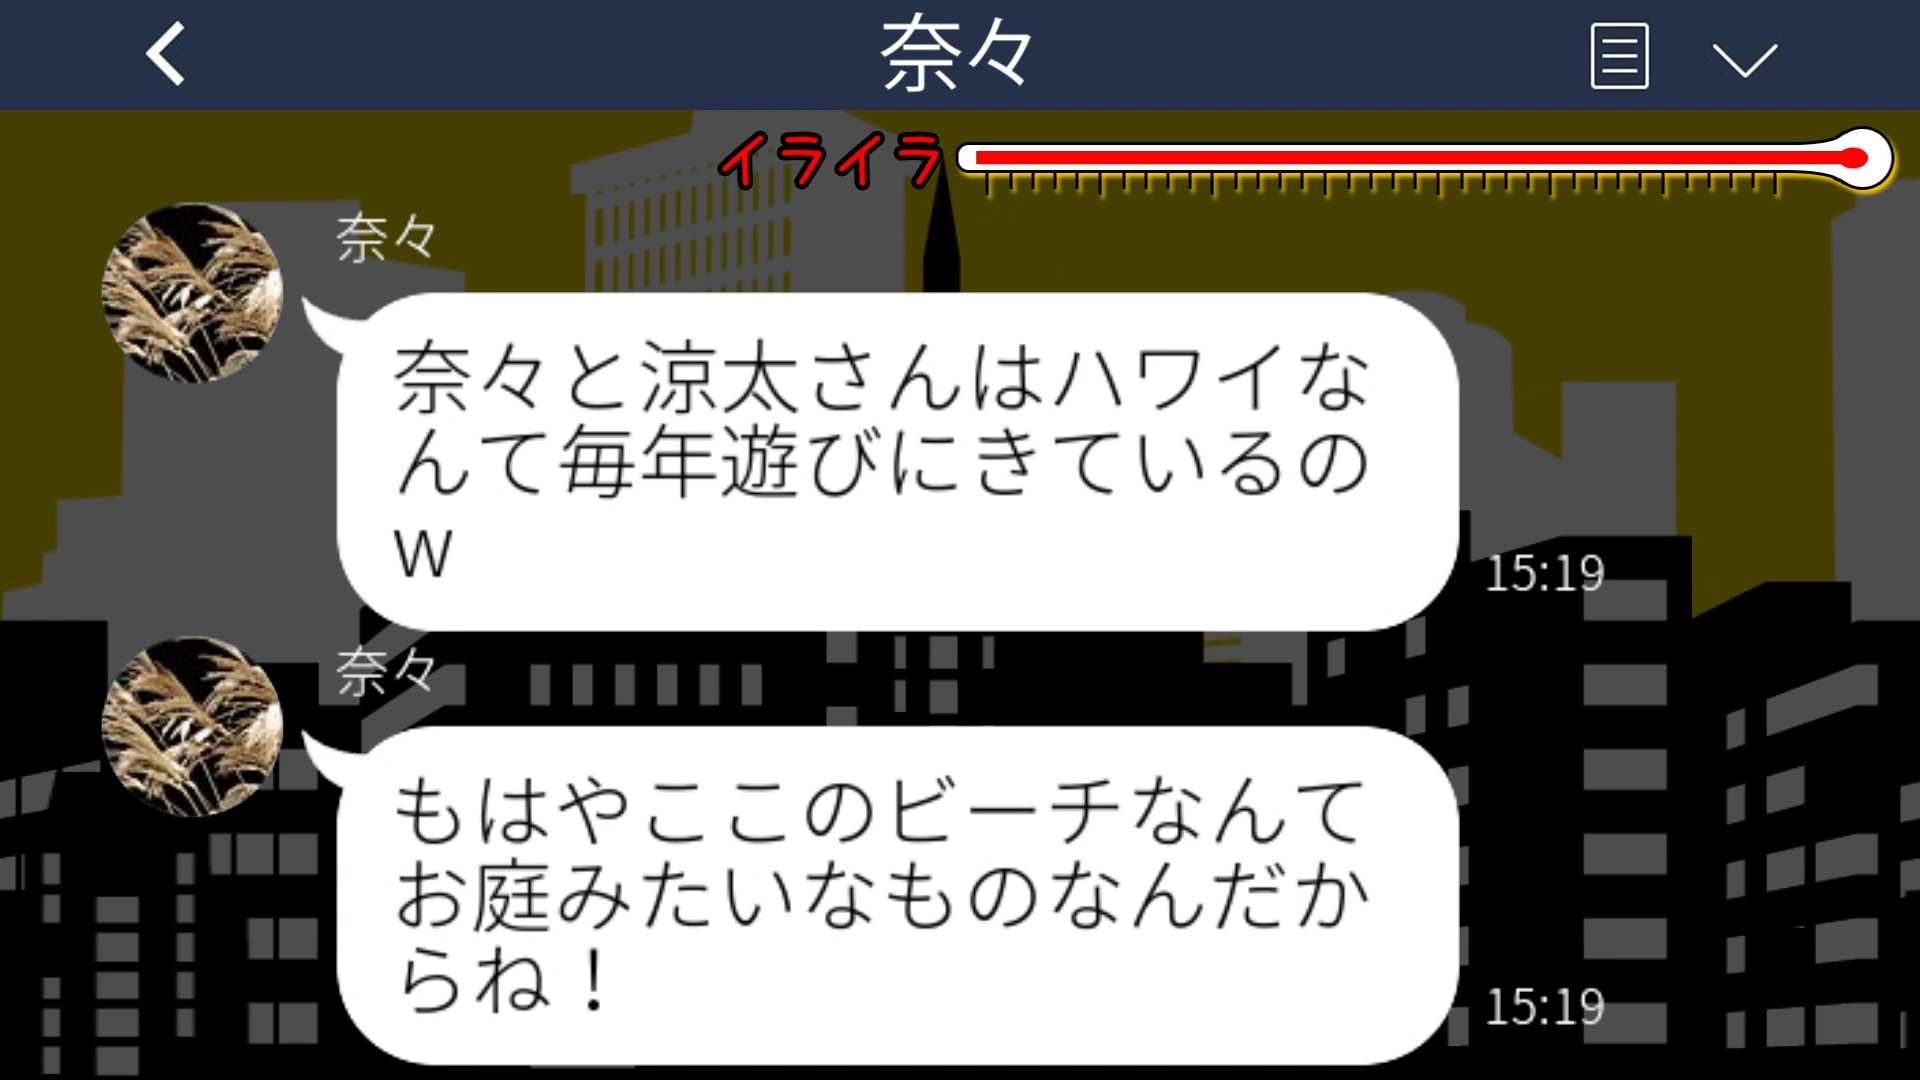 奈々
イライラ
奈々
奈々と涼太さんはハワイな
んて毎年遊びにきているの
w
15:19
奈々
もはやここのビーチなんて
お庭みたいなものなんだか
らね！
15:19